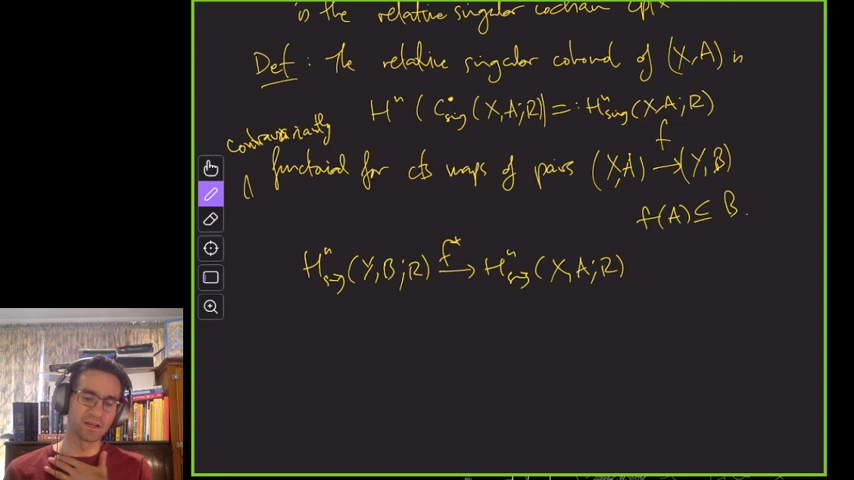 is the relative singular cochain cplx
Def: The relative singular cohomol of (X,A) is
H^n (C^•_sing (X,A;R)) =: H^n_sing (X,A;R)
contravariantly
functorial for cts maps of pairs (X,A) →^f (Y,B)
f(A) ⊆ B.
H^n_sing (Y,B;R) →^{f*} H^n_sing (X,A;R)